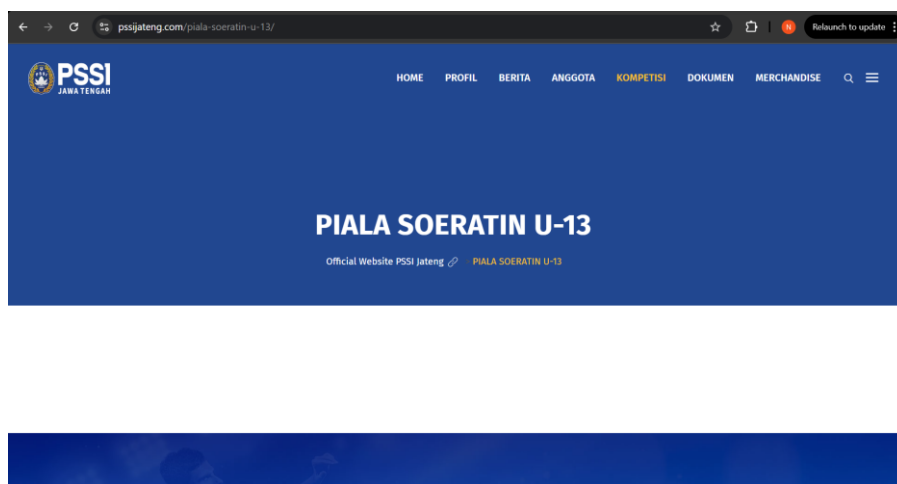 pssijateng.com/piala-soeratin-u-13/
N
Relaunch to update
PSSI
JAWA TENGAH
HOME PROFIL BERITA ANGGOTA KOMPETISI DOKUMEN MERCHANDISE
PIALA SOERATIN U-13
Official Website PSSI Jateng PIALA SOERATIN U-13